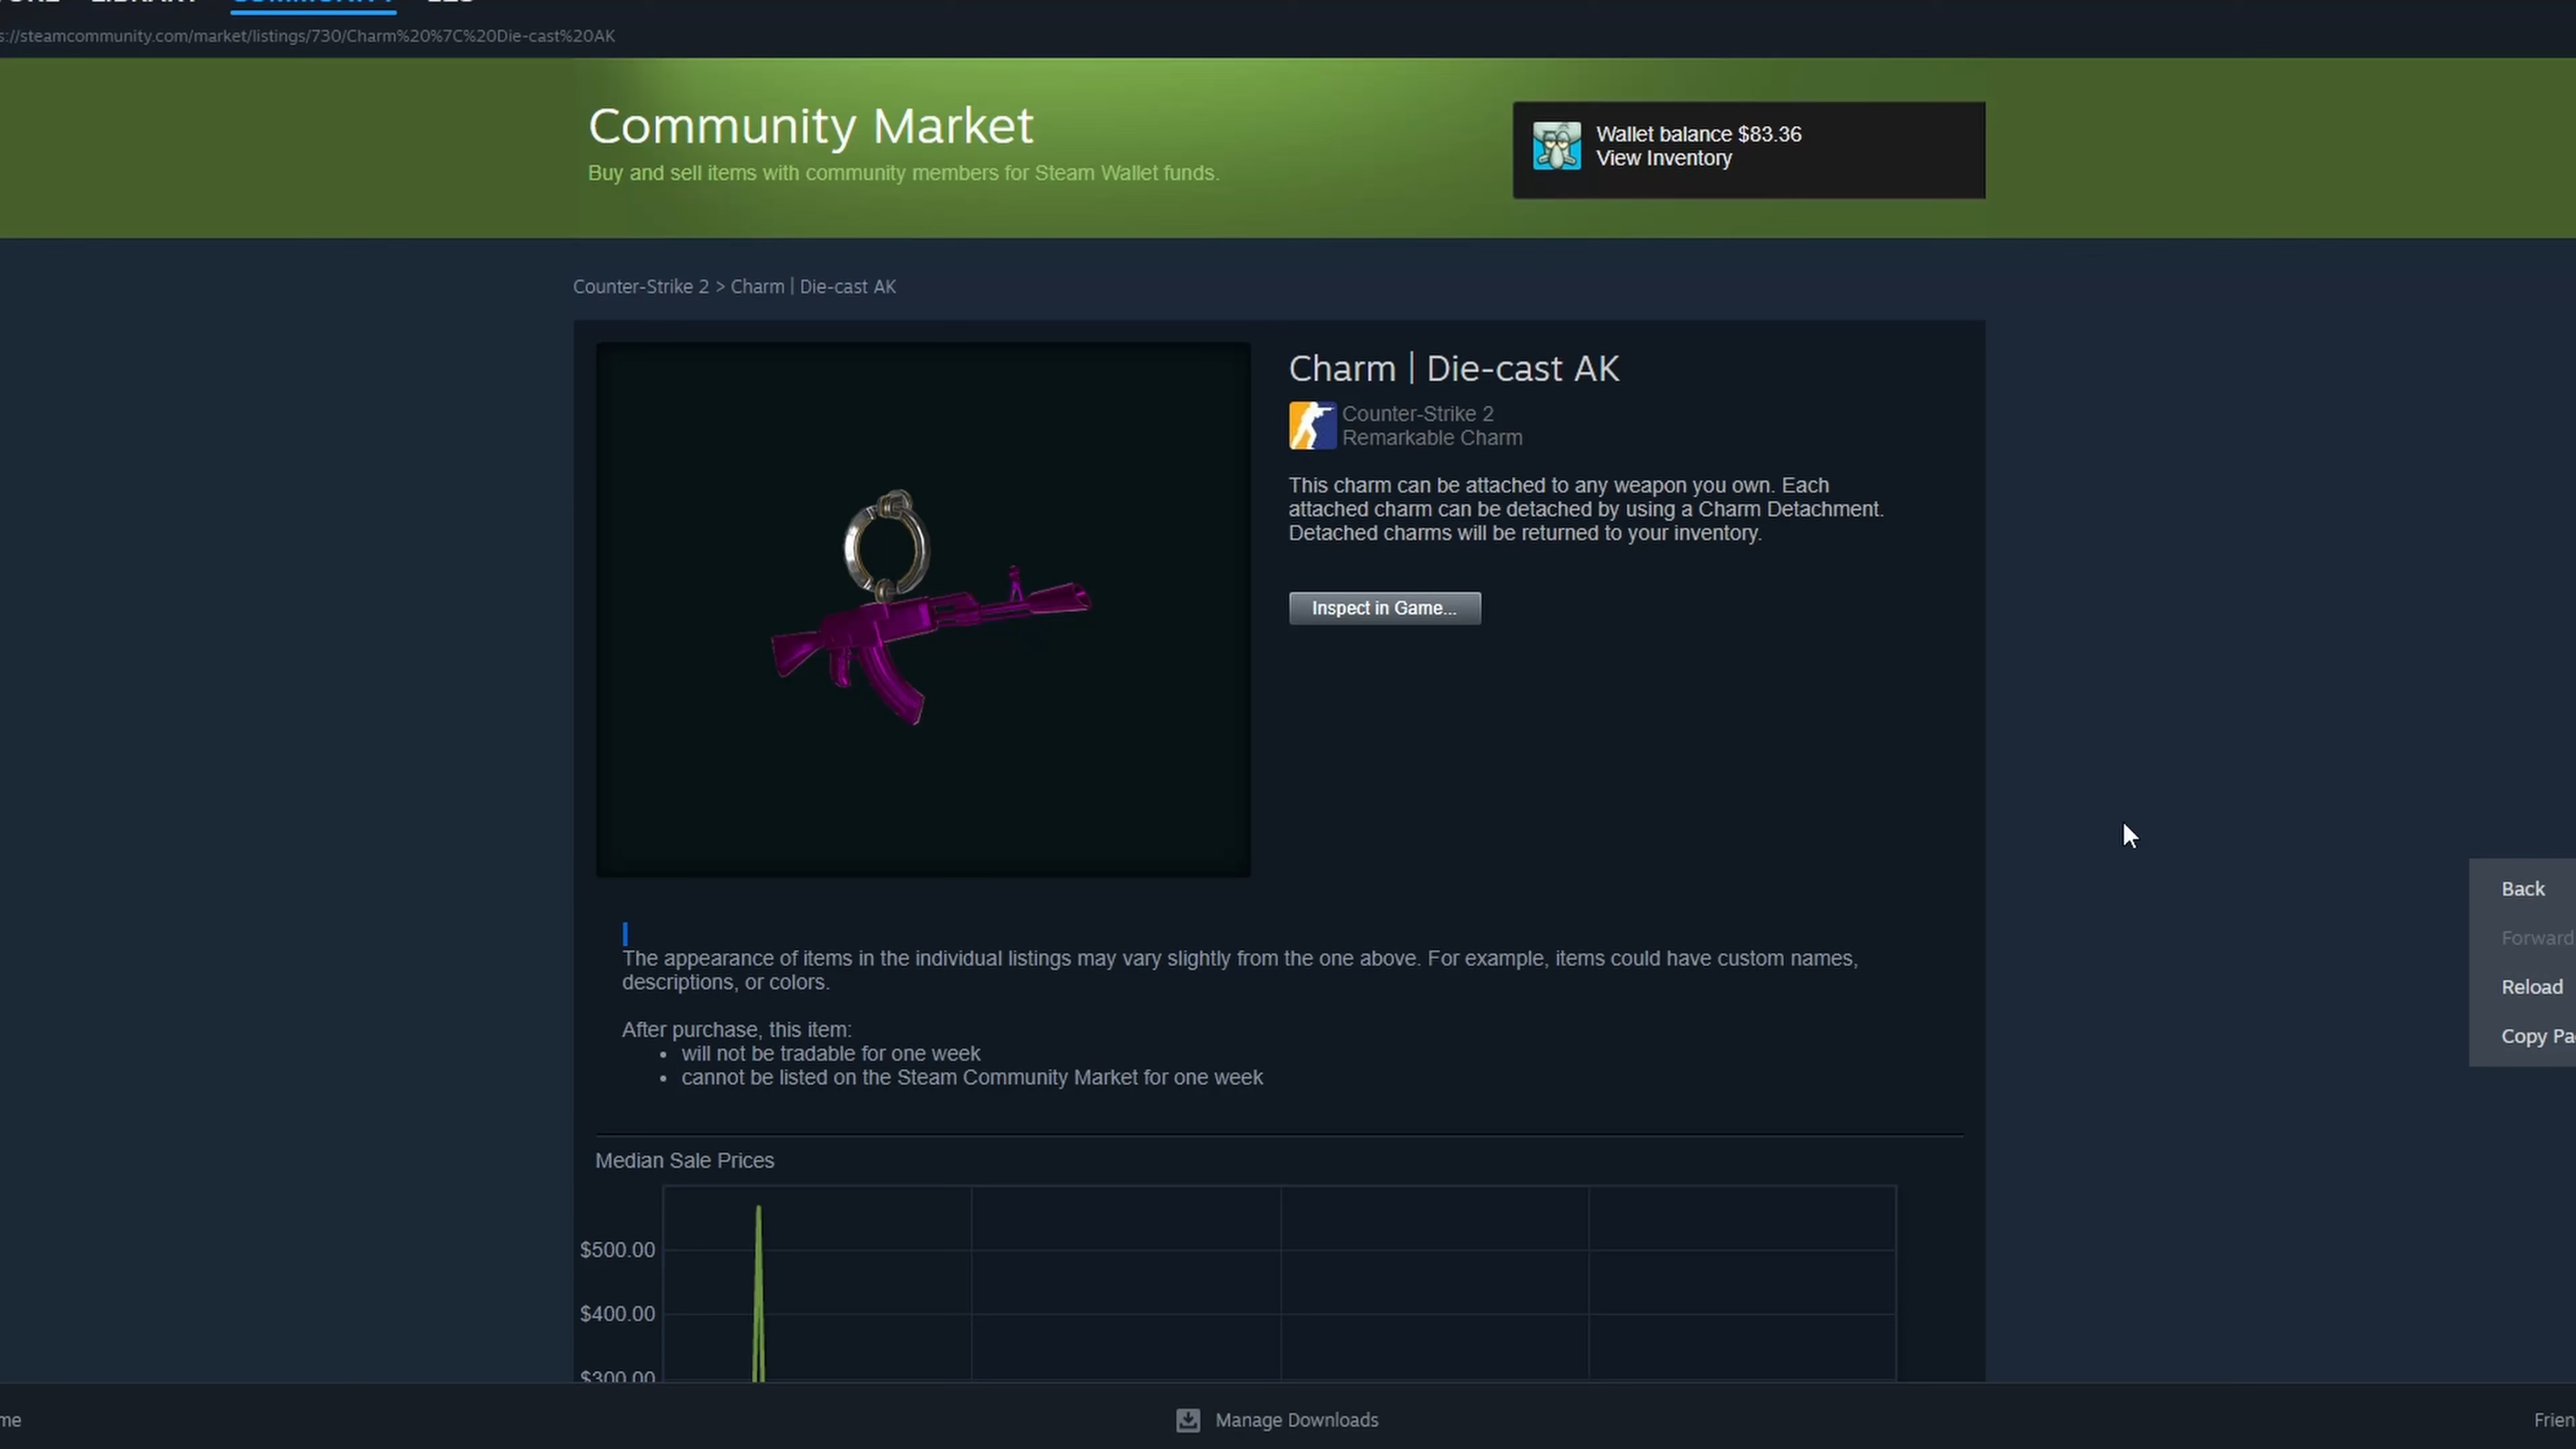 LIBRARY
s://steamcommunity.com/market/listings/730/Charm%20%7C%20Die-cast%20AK
Community Market
Buy and sell items with community members for Steam Wallet funds.
Wallet balance $83.36
View Inventory
Counter-Strike 2 > Charm | Die-cast AK
Charm | Die-cast AK
Counter-Strike 2
Remarkable Charm
This charm can be attached to any weapon you own. Each
attached charm can be detached by using a Charm Detachment.
Detached charms will be returned to your inventory.
Inspect in Game...
Back
Forward
Reload
Copy Pa
The appearance of items in the individual listings may vary slightly from the one above. For example, items could have custom names,
descriptions, or colors.
After purchase, this item:
• will not be tradable for one week
• cannot be listed on the Steam Community Market for one week
Median Sale Prices
$500.00
$400.00
$300.00
me
Manage Downloads
Frien